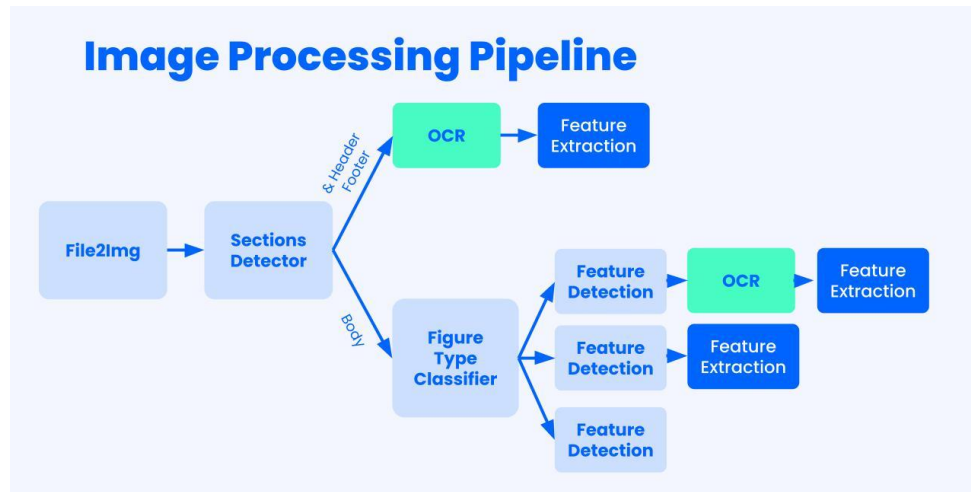 Image Processing Pipeline
OCR
Feature
Extraction
& Header
Footer
File2Img
Sections
Detector
Body
Figure
Type
Classifier
Feature
Detection
OCR
Feature
Extraction
Feature
Detection
Feature
Extraction
Feature
Detection